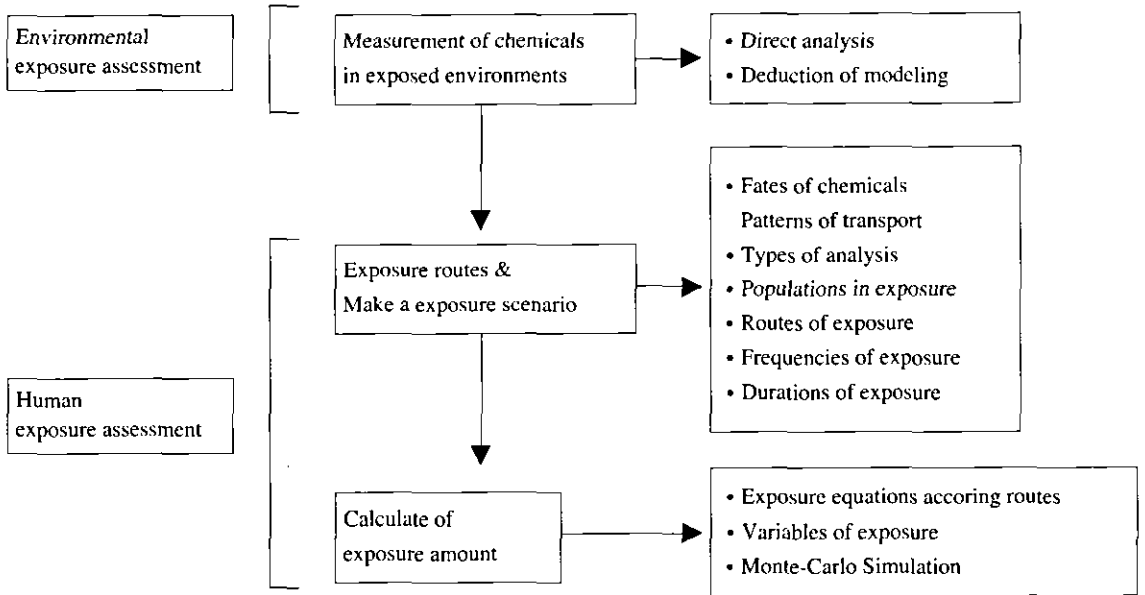 Environmental
exposure assessment
Measurement of chemicals
in exposed environments
• Direct analysis
• Deduction of modeling
Exposure routes &
Make a exposure scenario
• Fates of chemicals
Patterns of transport
• Types of analysis
• Populations in exposure
• Routes of exposure
• Frequencies of exposure
• Durations of exposure
Human
exposure assessment
Calculate of
exposure amount
• Exposure equations accoring routes
• Variables of exposure
• Monte-Carlo Simulation